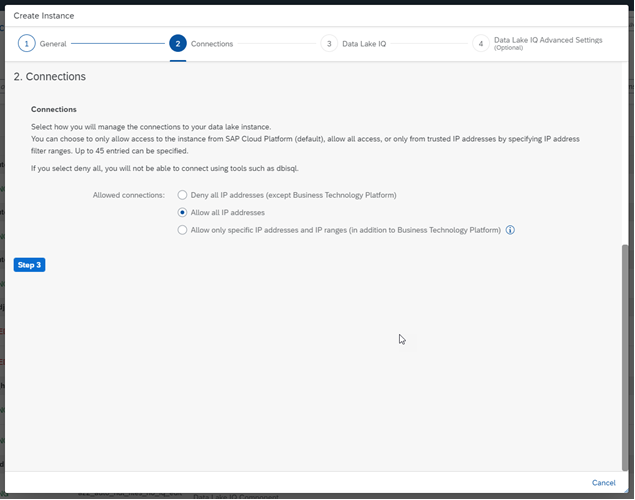 Create Instance
1 General
2 Connections
3 Data Lake IQ
4 Data Lake IQ Advanced Settings
(Optional)
2. Connections
Connections
Select how you will manage the connections to your data lake instance.
You can choose to only allow access to the instance from SAP Cloud Platform (default), allow all access, or only from trusted IP addresses by specifying IP address
filter ranges. Up to 45 entried can be specified.
If you select deny all, you will not be able to connect using tools such as dbisql.
Allowed connections: Deny all IP addresses (except Business Technology Platform)
Allow all IP addresses
Allow only specific IP addresses and IP ranges (in addition to Business Technology Platform)
Step 3
Cancel
Data Lake IQ Component